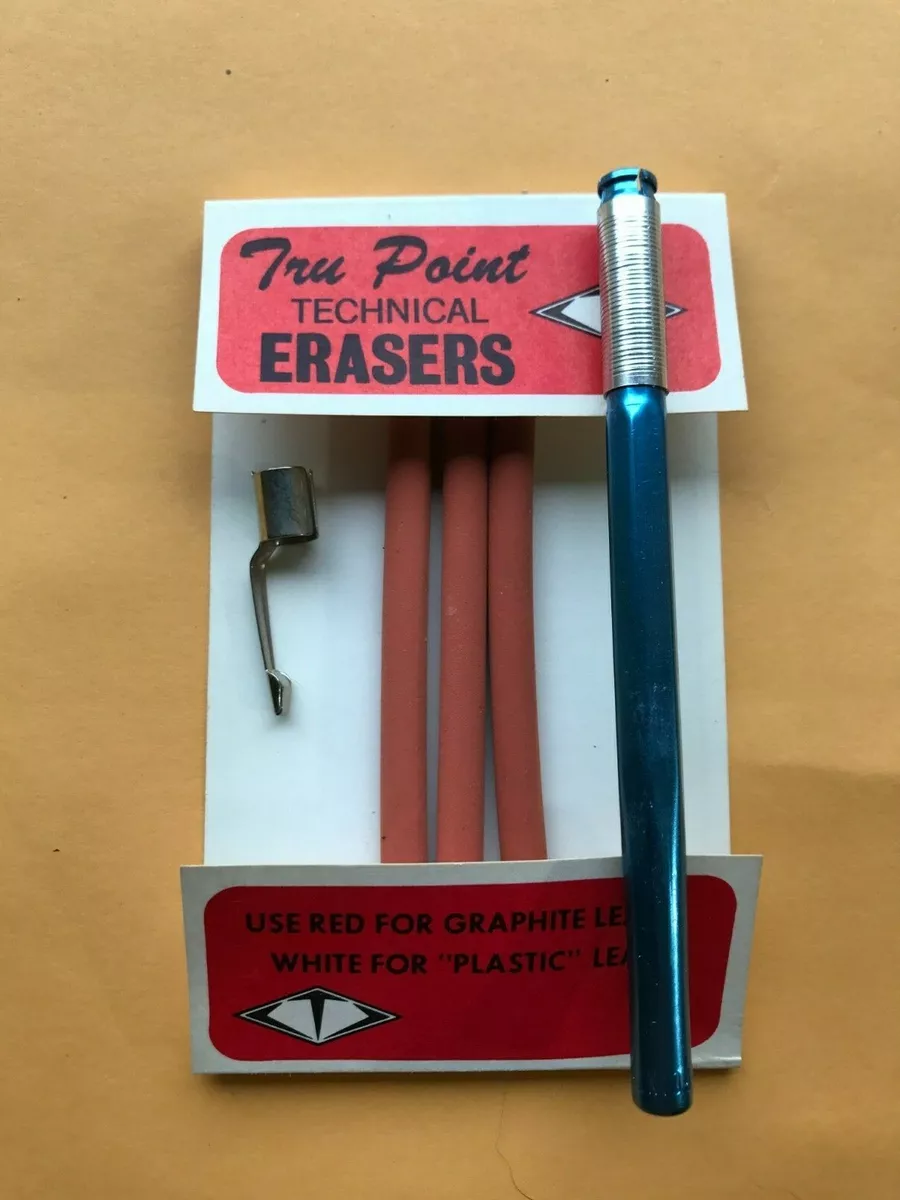 Tru Point
TECHNICAL
ERASERS
USE RED FOR GRAPHITE
WHITE FOR "PLASTIC"